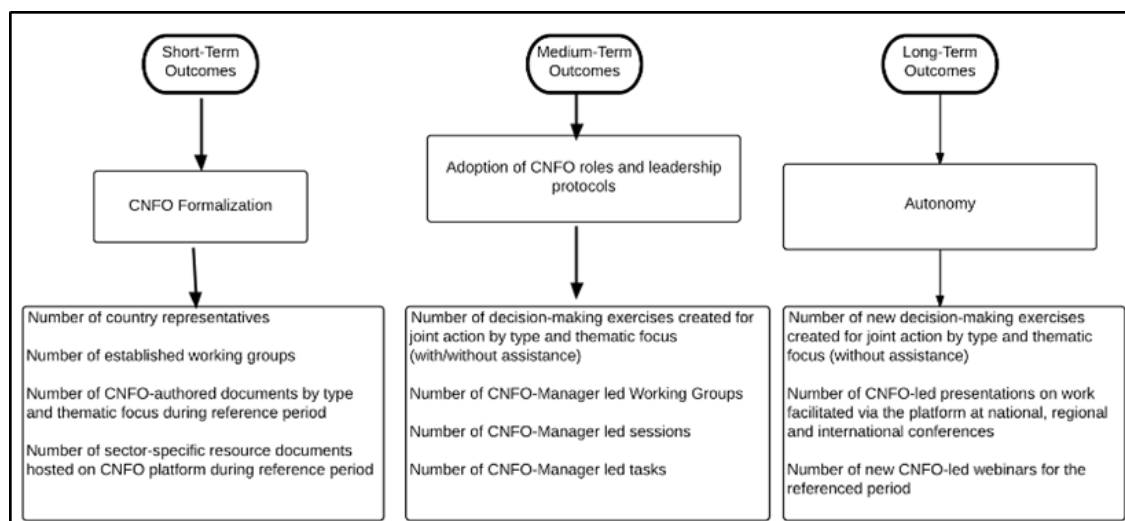 Short-Term
Outcomes
CNFO Formalization
Number of country representatives
Number of established working groups
Number of CNFO-authored documents by type
and thematic focus during reference period
Number of sector-specific resource documents
hosted on CNFO platform during reference period
Medium-Term
Outcomes
Adoption of CNFO roles and leadership
protocols
Number of decision-making exercises created for
joint action by type and thematic focus
(with/without assistance)
Number of CNFO-Manager led Working Groups
Number of CNFO-Manager led sessions
Number of CNFO-Manager led tasks
Long-Term
Outcomes
Autonomy
Number of new decision-making exercises
created for joint action by type and thematic
focus (without assistance)
Number of CNFO-led presentations on work
facilitated via the platform at national, regional
and international conferences
Number of new CNFO-led webinars for the
referenced period